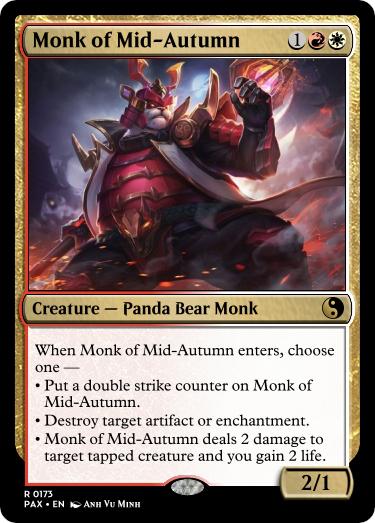 Monk of Mid-Autumn 1
Creature — Panda Bear Monk
When Monk of Mid-Autumn enters, choose
one —
• Put a double strike counter on Monk of
Mid-Autumn.
• Destroy target artifact or enchantment.
• Monk of Mid-Autumn deals 2 damage to
target tapped creature and you gain 2 life.
2/1
R 0173
PAX • EN Anh Vu Minh